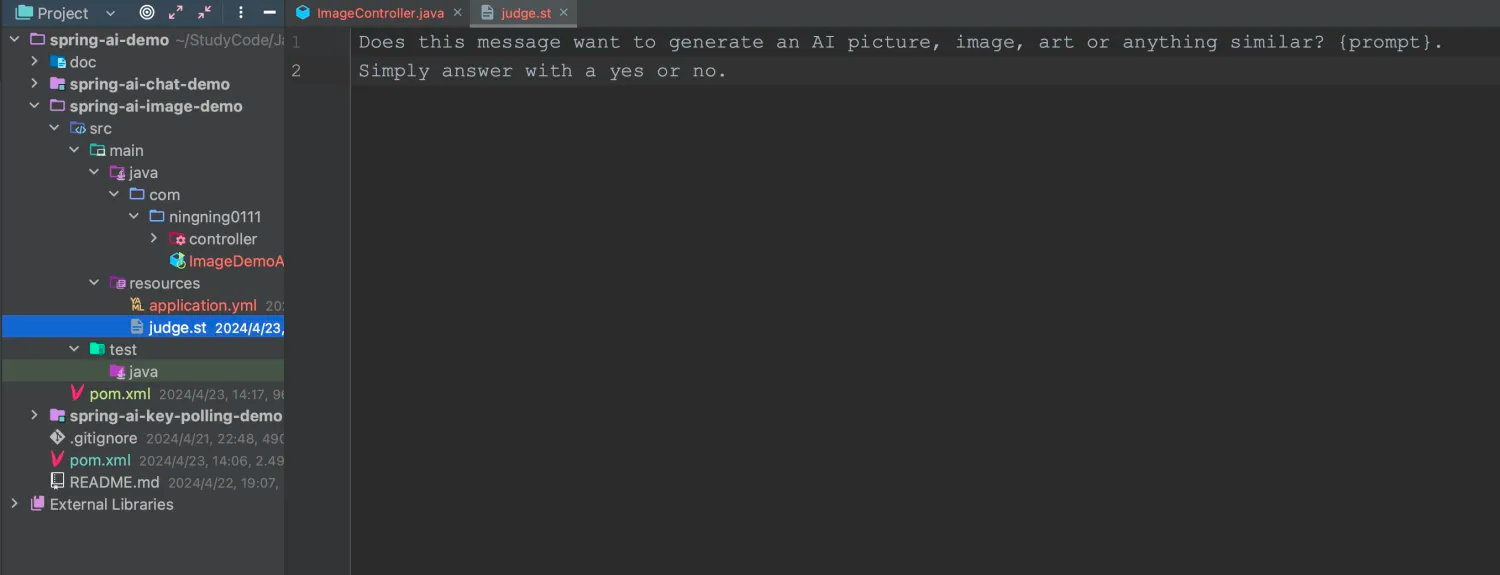 Project
ImageController.java
judge.st
spring-ai-demo ~/StudyCode/Ja
1 Does this message want to generate an AI picture, image, art or anything similar? {prompt}.
doc
2 Simply answer with a yes or no.
spring-ai-chat-demo
spring-ai-image-demo
src
main
java
com
ningning0111
controller
ImageDemoA
resources
application.yml 202
judge.st 2024/4/23,
test
java
pom.xml 2024/4/23, 14:17, 96
spring-ai-key-polling-demo
.gitignore 2024/4/21, 22:48, 490
pom.xml 2024/4/23, 14:06, 2.49
README.md 2024/4/22, 19:07,
External Libraries